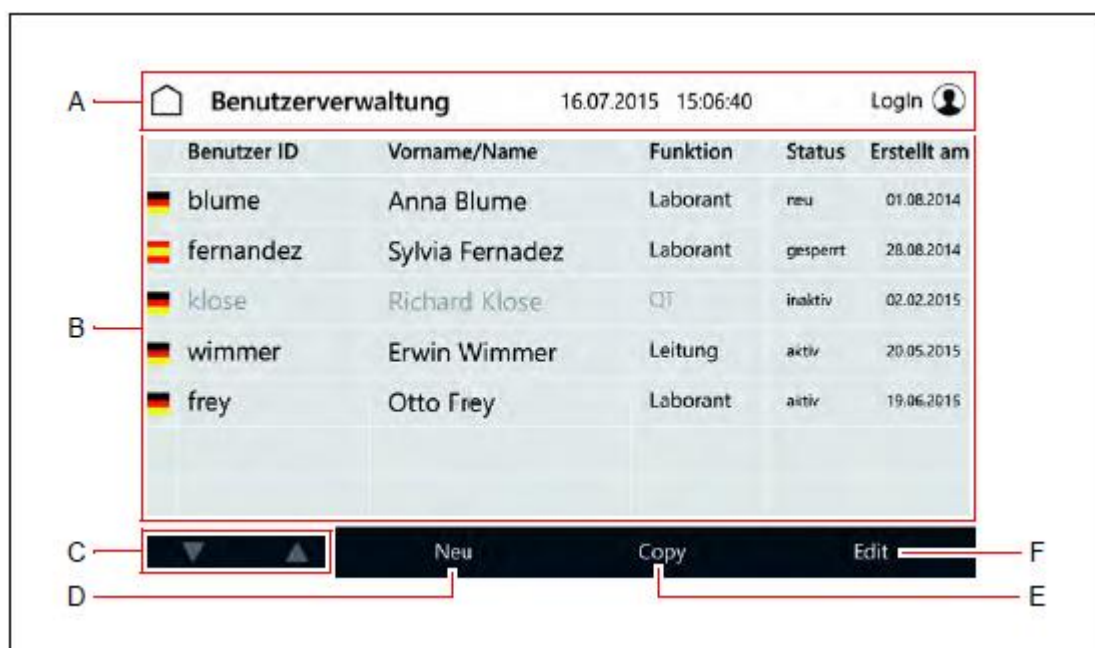 A Benutzerverwaltung 16.07.2015 15:06:40 LogIn
Benutzer ID Vorname/Name Funktion Status Erstellt am
blume Anna Blume Laborant neu 01.08.2014
fernandez Sylvia Fernadez Laborant gesperrt 28.08.2014
klose Richard Klose QT inaktiv 02.02.2015
B
wimmer Erwin Wimmer Leitung aktiv 20.05.2015
frey Otto Frey Laborant aktiv 19.06.2015
C Neu Copy Edit F
D E